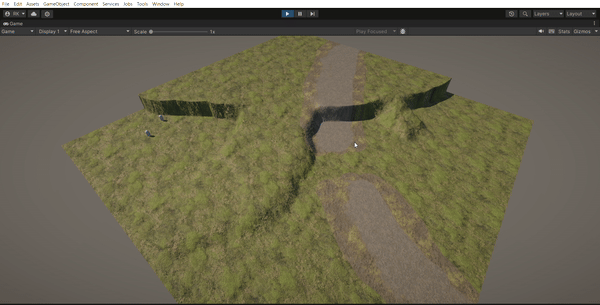 File Edit Assets GameObject Component Services Jobs Tools Window Help
RK Layers Layout
Game
Game Display 1 Free Aspect Scale 1x Play Focused Stats Gizmos